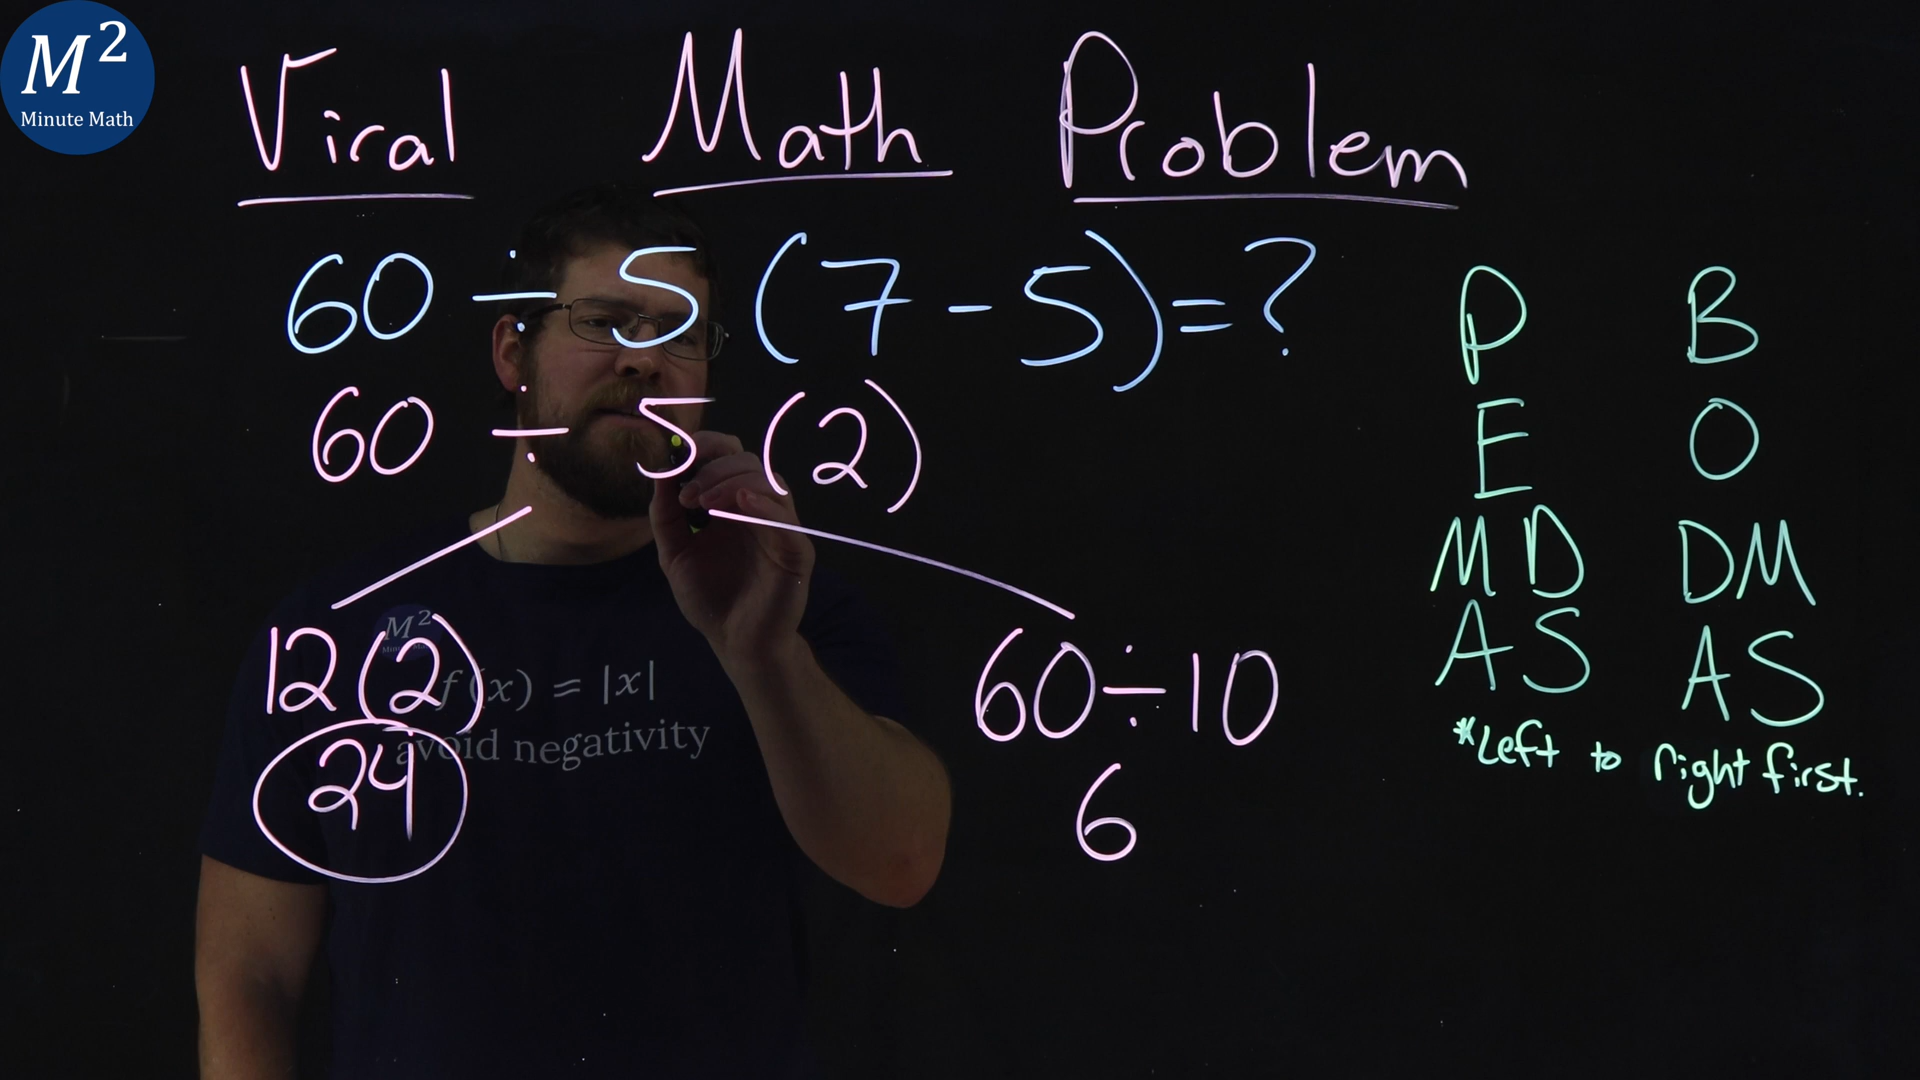 M²
Minute Math
Viral Math Problem
60 ÷ 5 (7 - 5) = ?
60 ÷ 5 (2)
12 (2)
24
60 ÷ 10
6
P B
E O
MD DM
AS AS
*Left to right first.
M²
f(x) = |x|
avoid negativity